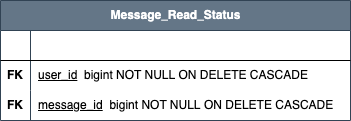 Message_Read_Status
FK user_id bigint NOT NULL ON DELETE CASCADE
FK message_id bigint NOT NULL ON DELETE CASCADE